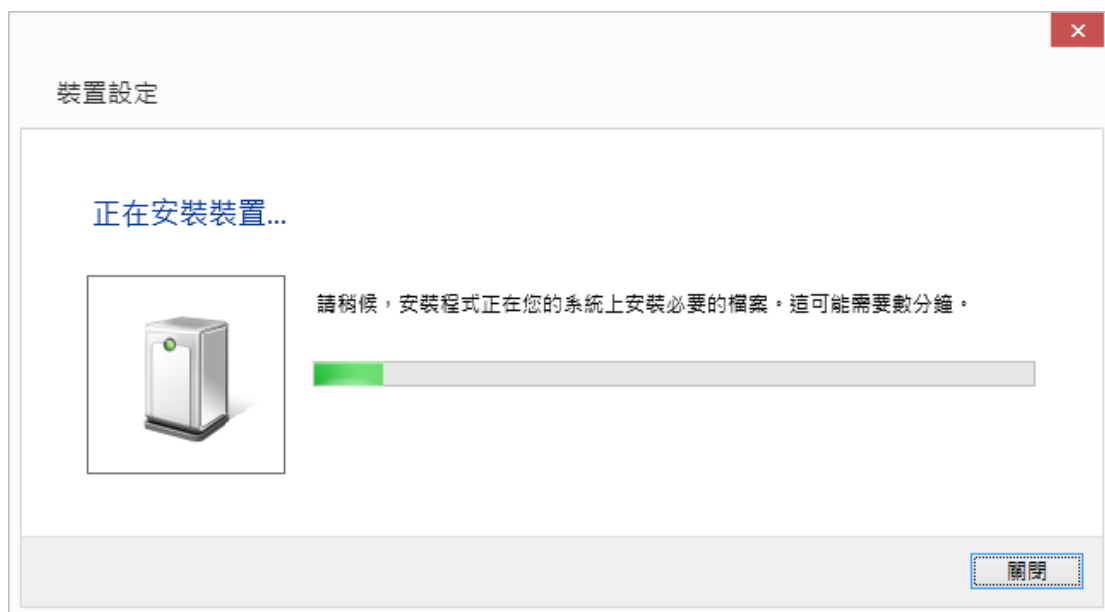 裝置設定
正在安裝裝置...
請稍候，安裝程式正在您的系統上安裝必要的檔案。這可能需要數分鐘。
關閉